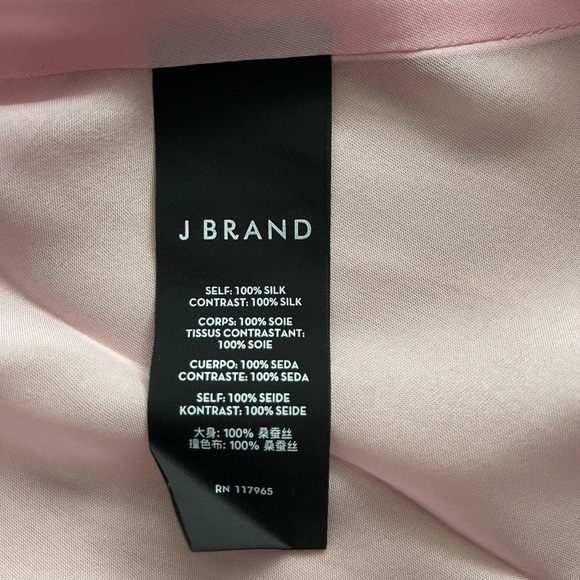 J BRAND
SELF: 100% SILK
CONTRAST: 100% SILK
CORPS: 100% SOIE
TISSUS CONTRASTANT:
100% SOIE
CUERPO: 100% SEDA
CONTRASTE: 100% SEDA
SELF: 100% SEIDE
KONTRAST: 100% SEIDE
大身: 100% 桑蚕丝
撞色布: 100% 桑蚕丝
RN 117965